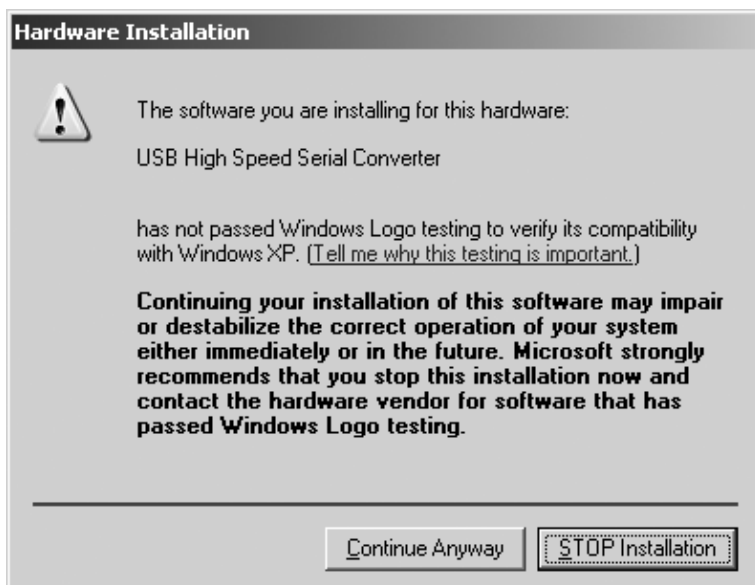 Hardware Installation
The software you are installing for this hardware:
USB High Speed Serial Converter
has not passed Windows Logo testing to verify its compatibility
with Windows XP. (Tell me why this testing is important.)
Continuing your installation of this software may impair
or destabilize the correct operation of your system
either immediately or in the future. Microsoft strongly
recommends that you stop this installation now and
contact the hardware vendor for software that has
passed Windows Logo testing.
Continue Anyway
STOP Installation